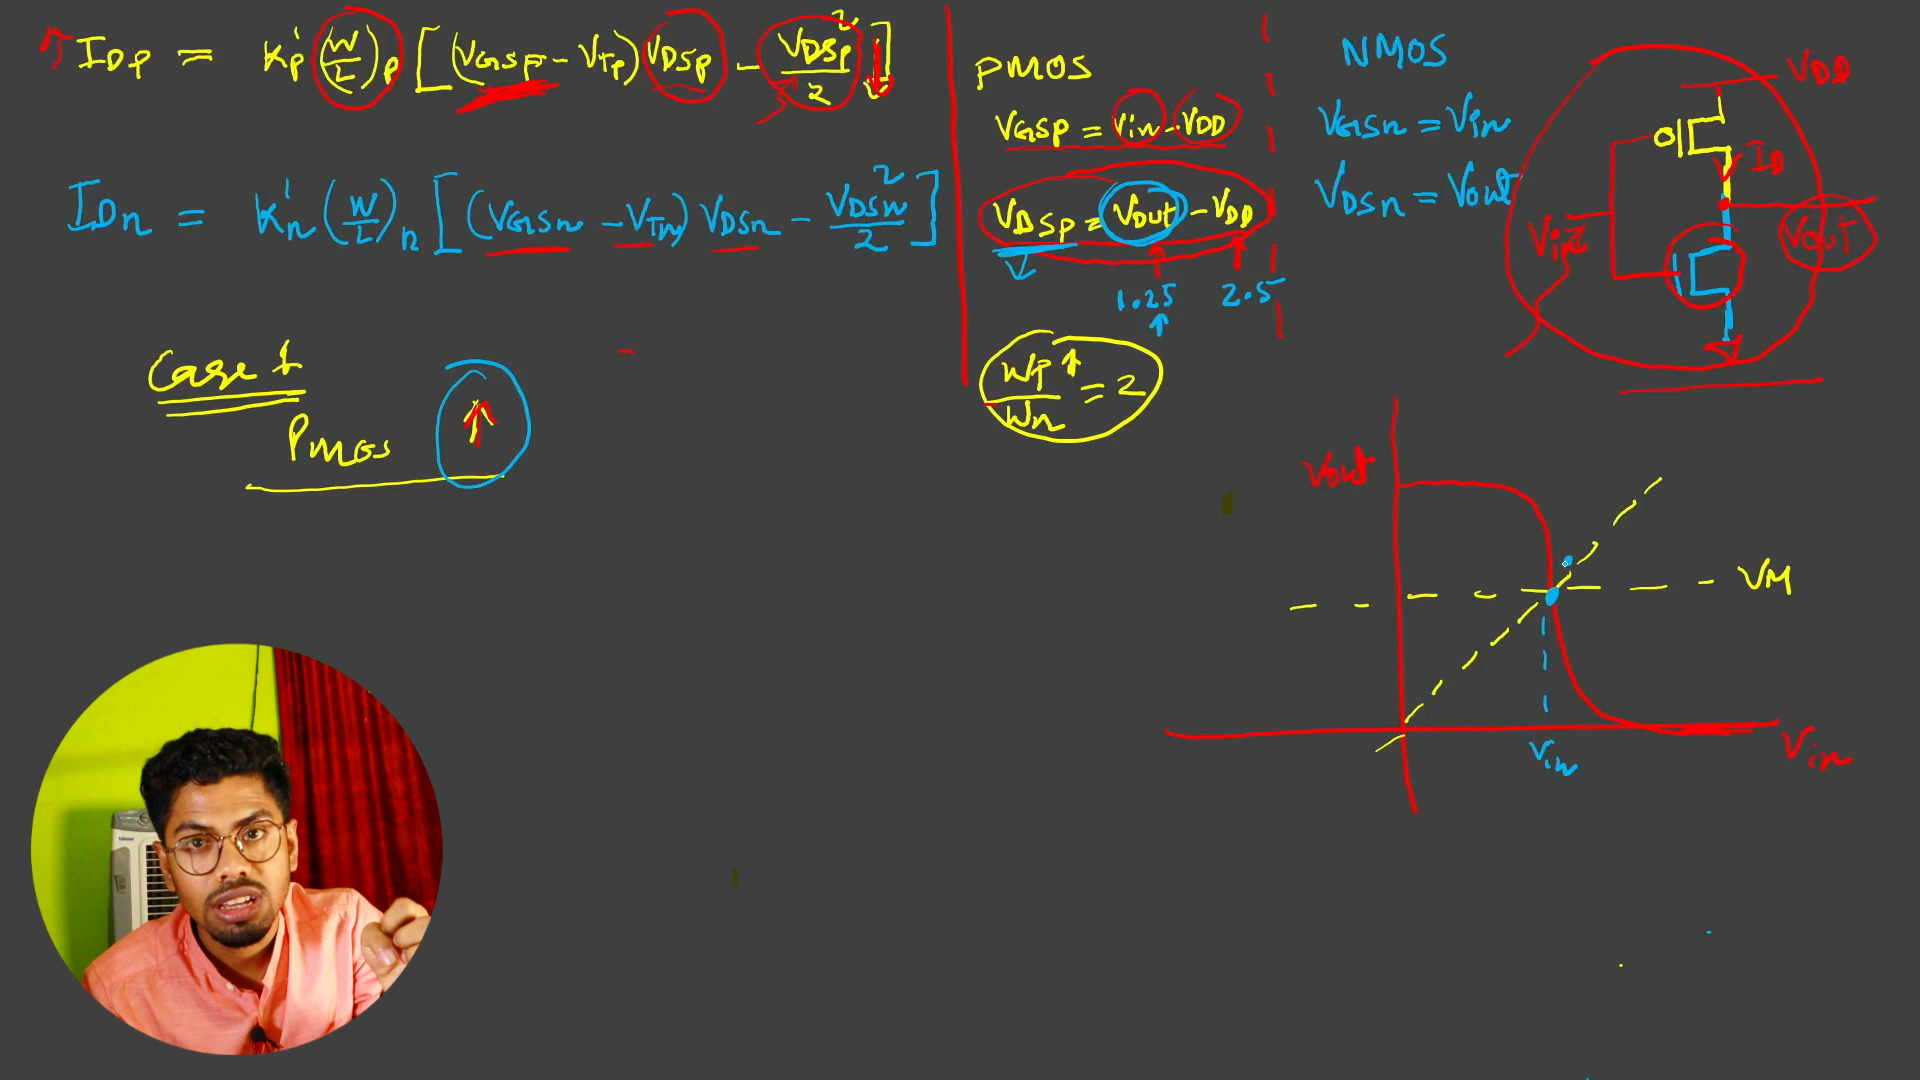 ↑ IDp = K'p (W/L)p [(VGSp - VTp) VDSp - VDSp²/2]
IDn = K'n (W/L)n [(VGSn - VTn) VDSn - VDSn²/2]
Case 1
PMOS ↑
PMOS
VGSp = Vin - VDD
VDSp = Vout - VDD
↓
1.25 2.5
↑
Wp↑/Wn = 2
NMOS
VGSn = Vin
VDSn = Vout
VDD
ID
Vin
Vout
Vout
VM
Vin
Vin